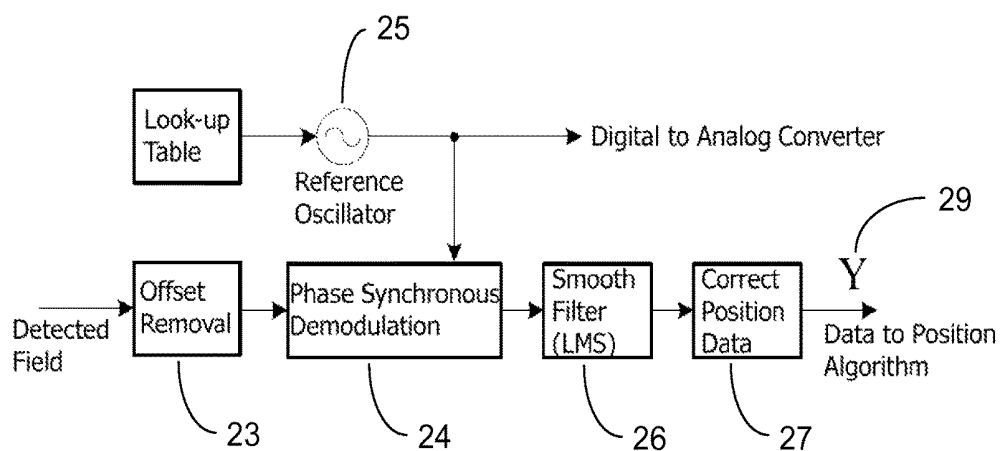 25
Look-up
Table
Digital to Analog Converter
Reference
Oscillator
29
Y
Detected
Field
Offset
Removal
Phase Synchronous
Demodulation
Smooth
Filter
(LMS)
Correct
Position
Data
Data to Position
Algorithm
23
24
26
27